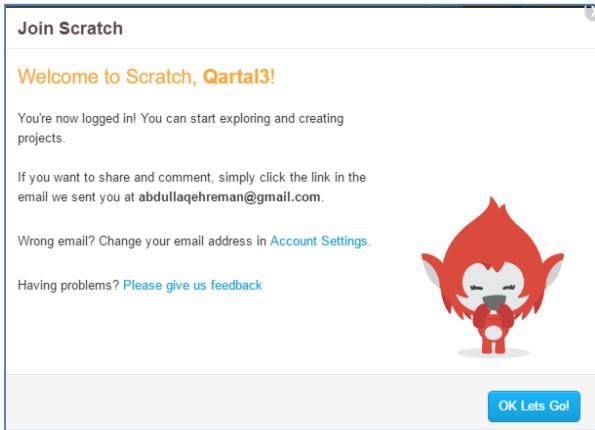 Join Scratch
Welcome to Scratch, Qartal3!
You're now logged in! You can start exploring and creating
projects.
If you want to share and comment, simply click the link in the
email we sent you at abdullaqehreman@gmail.com.
Wrong email? Change your email address in Account Settings.
Having problems? Please give us feedback
OK Lets Go!